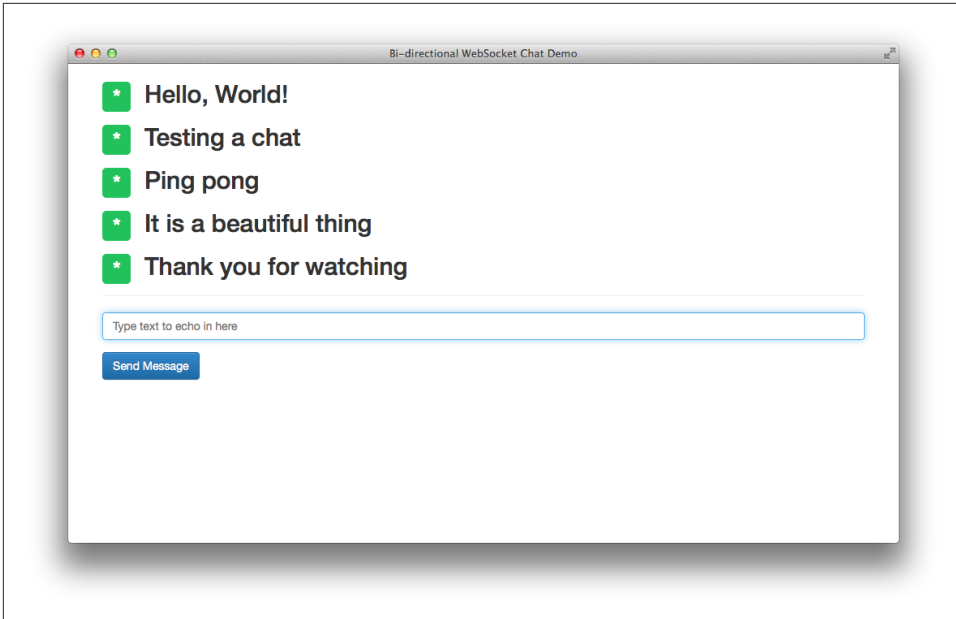 Bi-directional WebSocket Chat Demo
* Hello, World!
* Testing a chat
* Ping pong
* It is a beautiful thing
* Thank you for watching
Type text to echo in here
Send Message